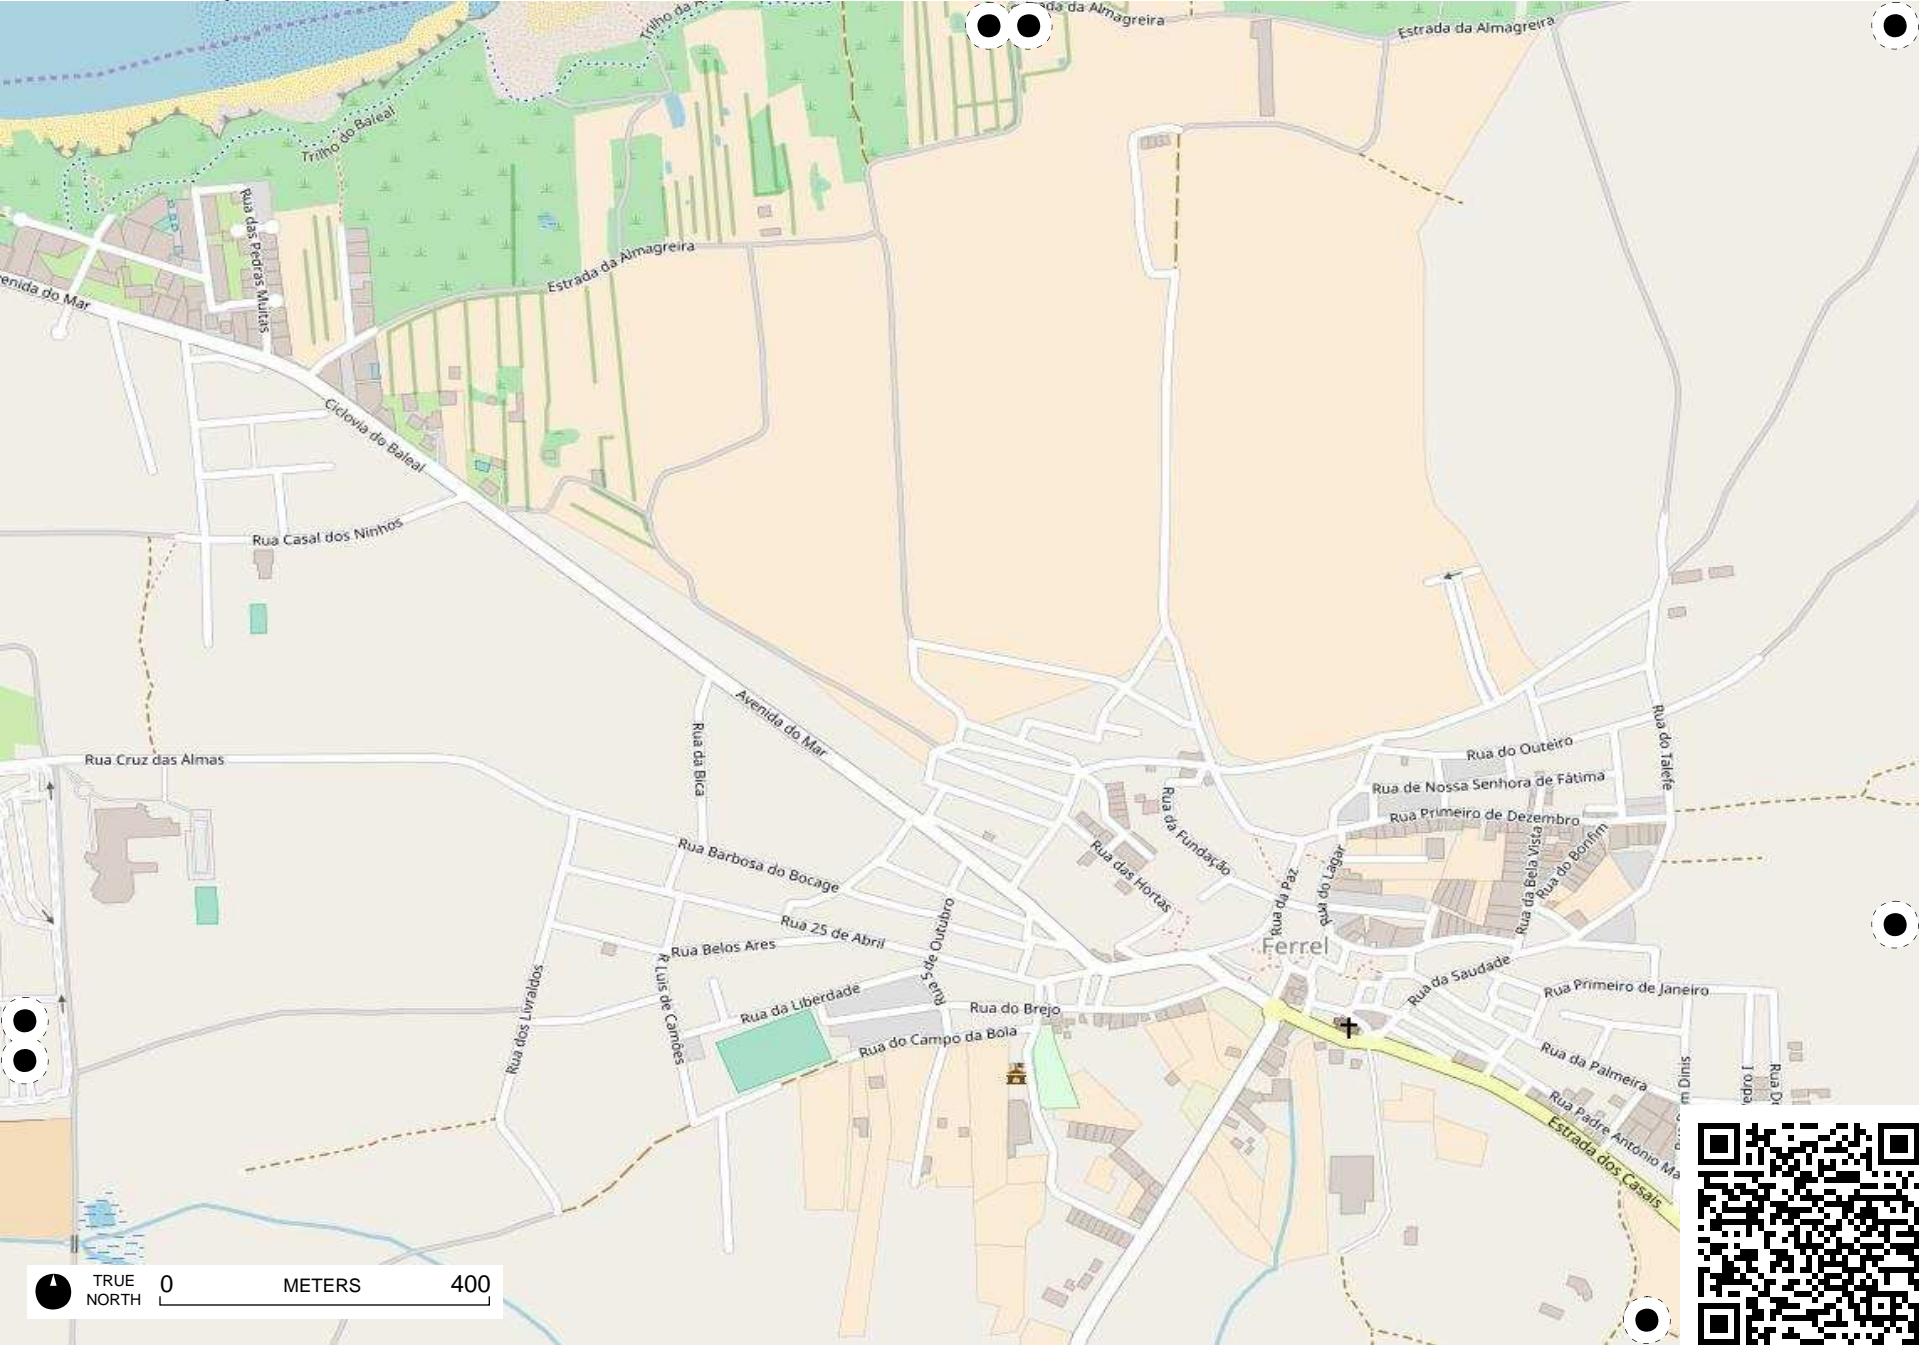 Trilho da A
ada da Almagreira
Estrada da Almagreira
Trilho do Baleal
Rua das Pedras Muitas
Estrada da Almagreira
venida do Mar
Ciclovia do Baleal
Rua Casal dos Ninhos
Avenida do Mar
Rua da Bica
Rua Cruz das Almas
Rua do Talefe
Rua do Outeiro
Rua de Nossa Senhora de Fátima
Rua Primeiro de Dezembro
Rua da Fundação
Rua das Hortas
Rua Barbosa do Bocage
Rua da Bela Vista
Rua do Bonfim
Rua do Lagar
Rua da Paz
Rua 25 de Abril
Rua 5 de Outubro
Rua Belos Ares
Ferrel
R Luis de Camões
Rua dos Livraldos
Rua da Saudade
Rua da Liberdade
Rua Primeiro de Janeiro
Rua do Brejo
Rua do Campo da Bola
Rua da Palmeira
m Dinis
Rua D
Rua Padre António Ma
Estrada dos Casais
TRUE
NORTH
0 METERS 400